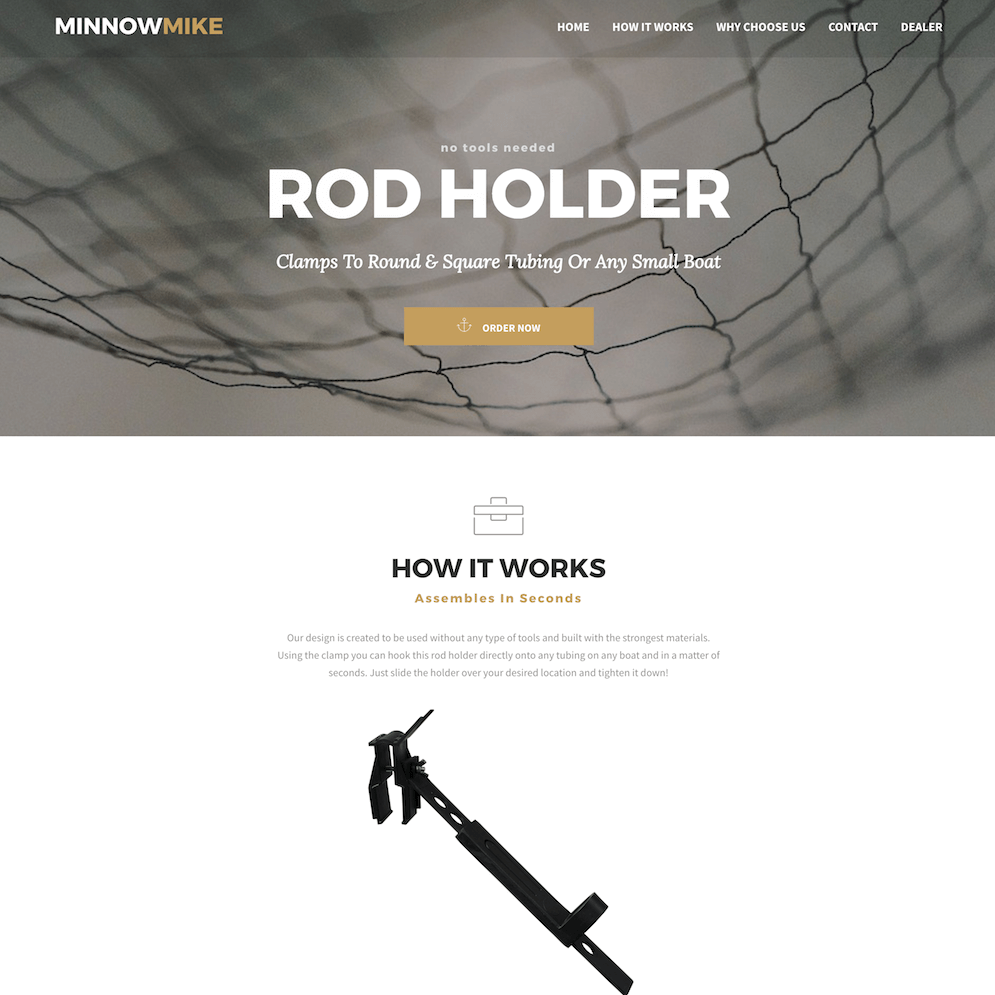 MINNOWMIKE
HOME HOW IT WORKS WHY CHOOSE US CONTACT DEALER
no tools needed
ROD HOLDER
Clamps To Round & Square Tubing Or Any Small Boat
ORDER NOW
HOW IT WORKS
Assembles In Seconds
Our design is created to be used without any type of tools and built with the strongest materials.
Using the clamp you can hook this rod holder directly onto any tubing on any boat and in a matter of
seconds. Just slide the holder over your desired location and tighten it down!